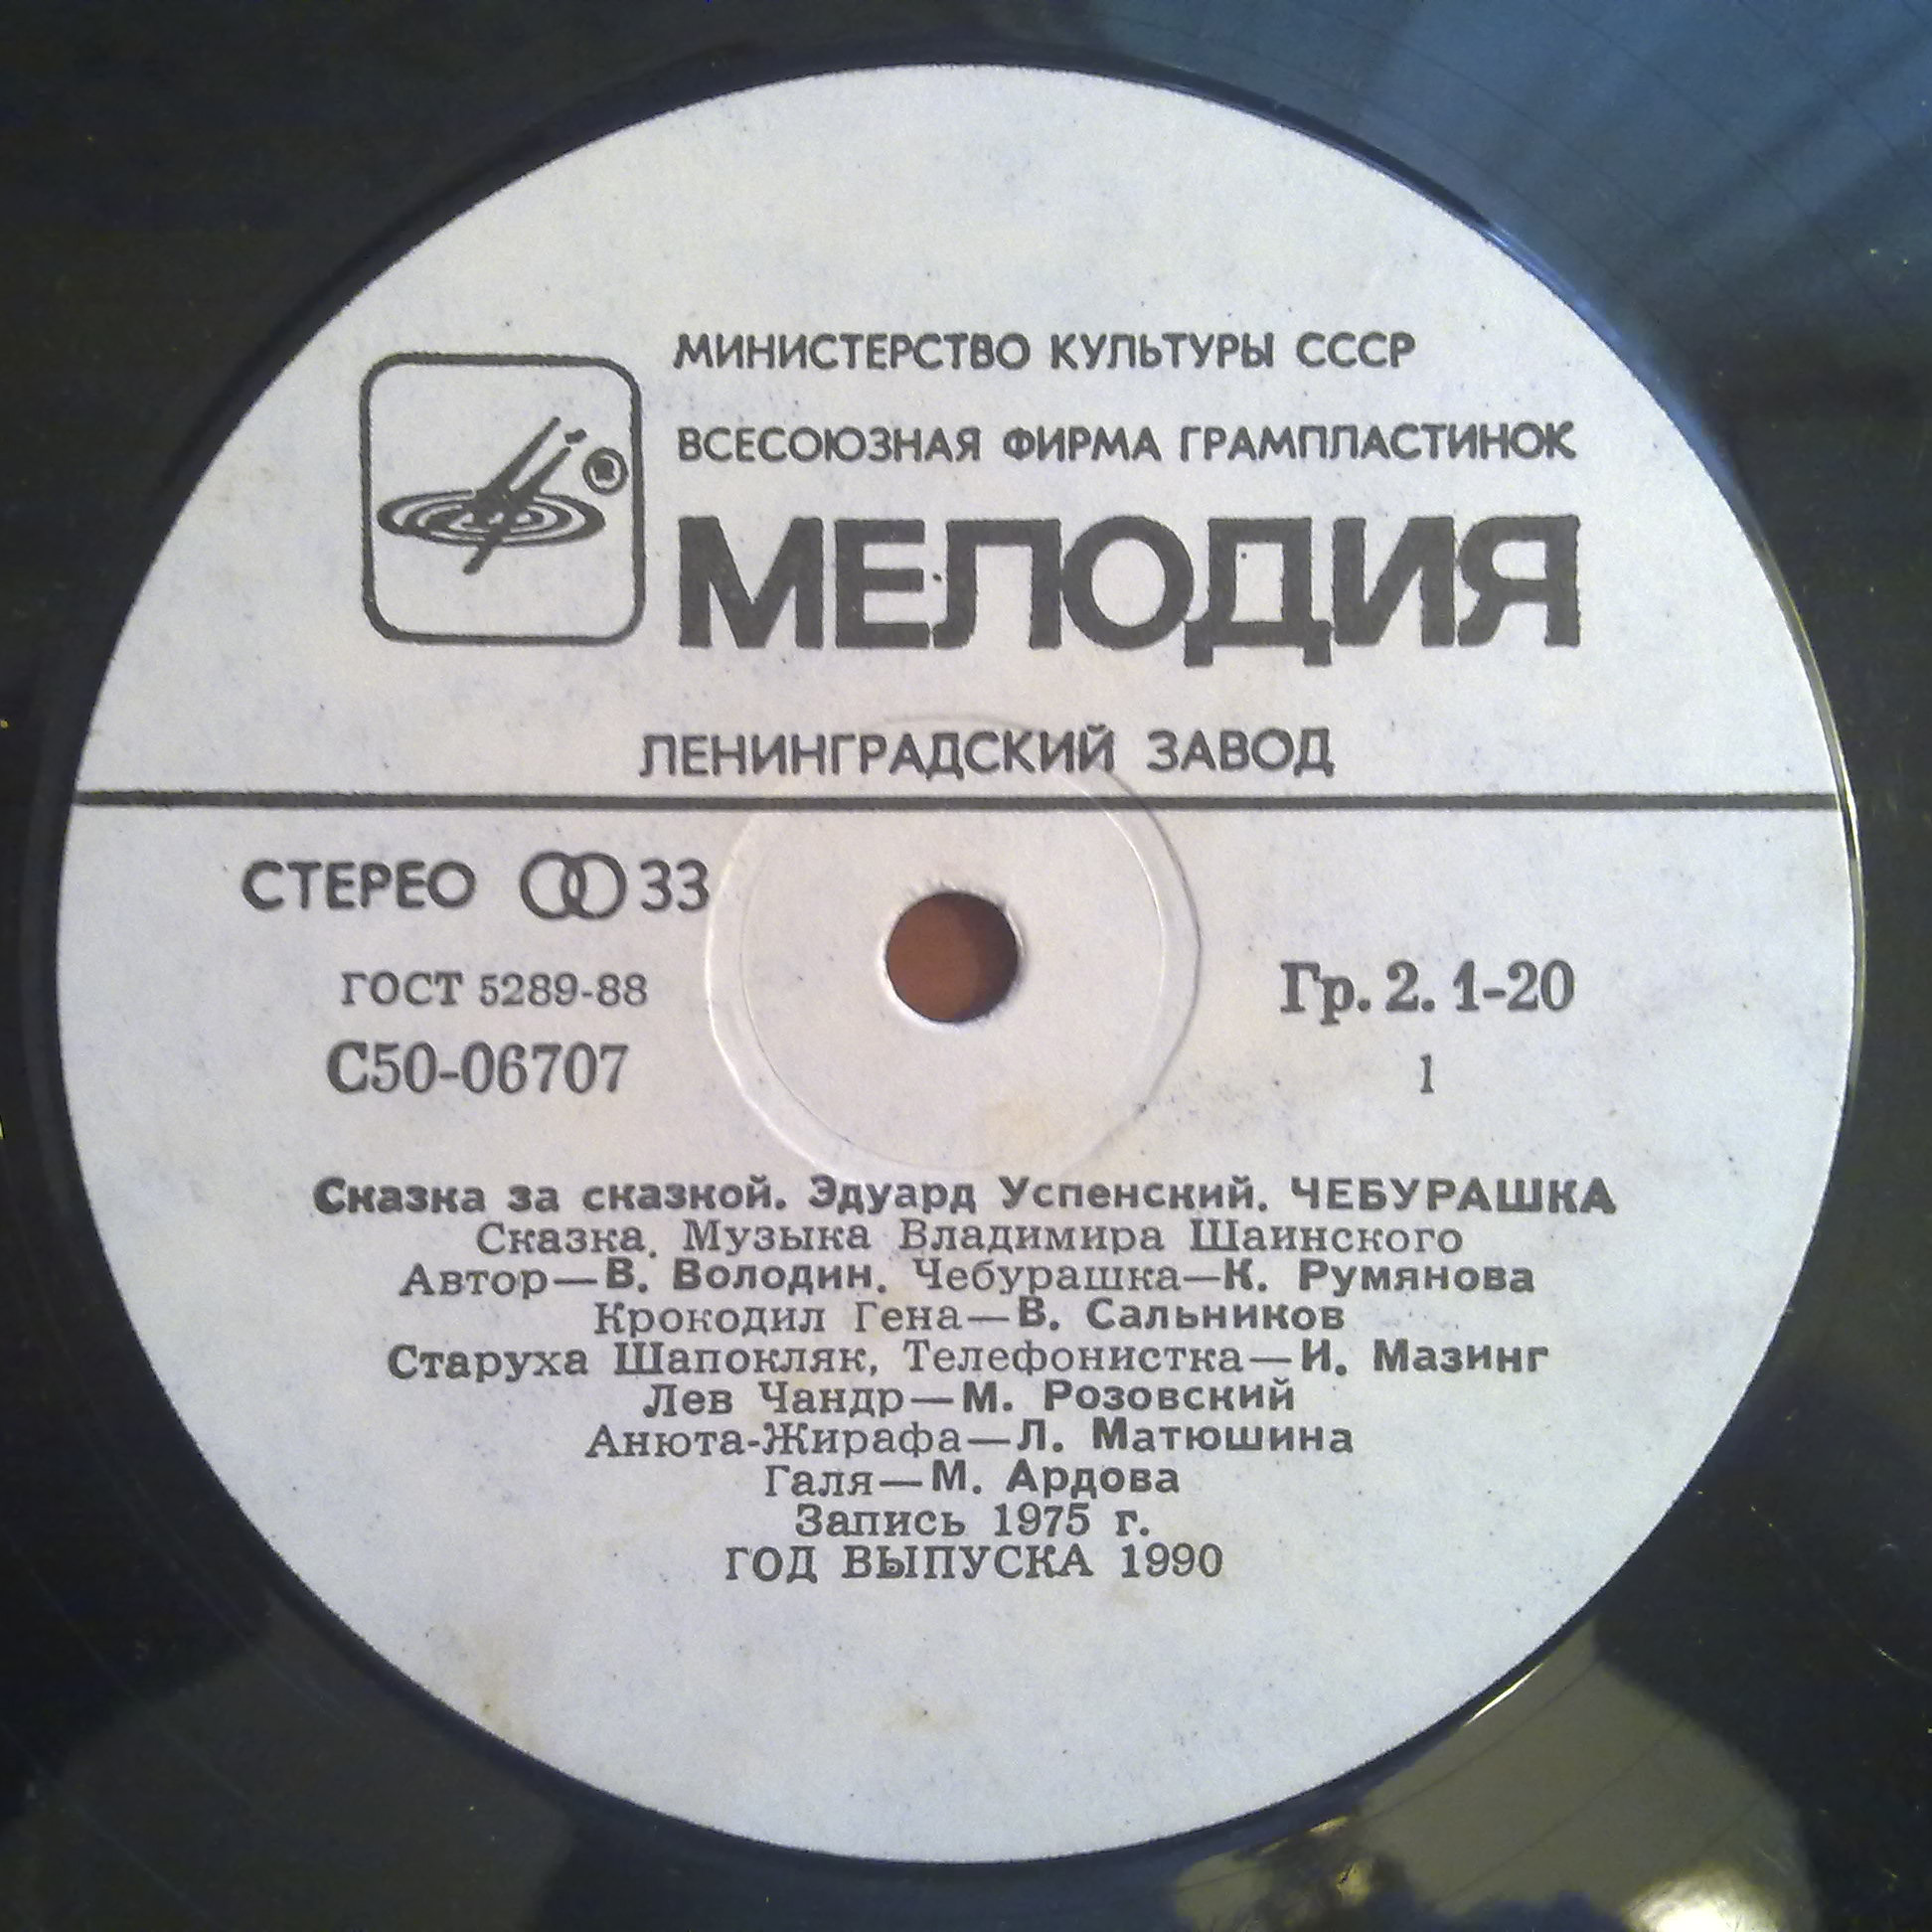 МИНИСТЕРСТВО КУЛЬТУРЫ СССР
ВСЕСОЮЗНАЯ ФИРМА ГРАМПЛАСТИНОК
®
МЕЛОДИЯ
ЛЕНИНГРАДСКИЙ ЗАВОД
СТЕРЕО 33
ГОСТ 5289-88
Гр. 2. 1-20
С50-06707
1
Сказка за сказкой. Эдуард Успенский. ЧЕБУРАШКА
Сказка. Музыка Владимира Шаинского
Автор—В. Володин. Чебурашка—К. Румянова
Крокодил Гена—В. Сальников
Старуха Шапокляк, Телефонистка—И. Мазинг
Лев Чандр—М. Розовский
Анюта-Жирафа—Л. Матюшина
Галя—М. Ардова
Запись 1975 г.
ГОД ВЫПУСКА 1990